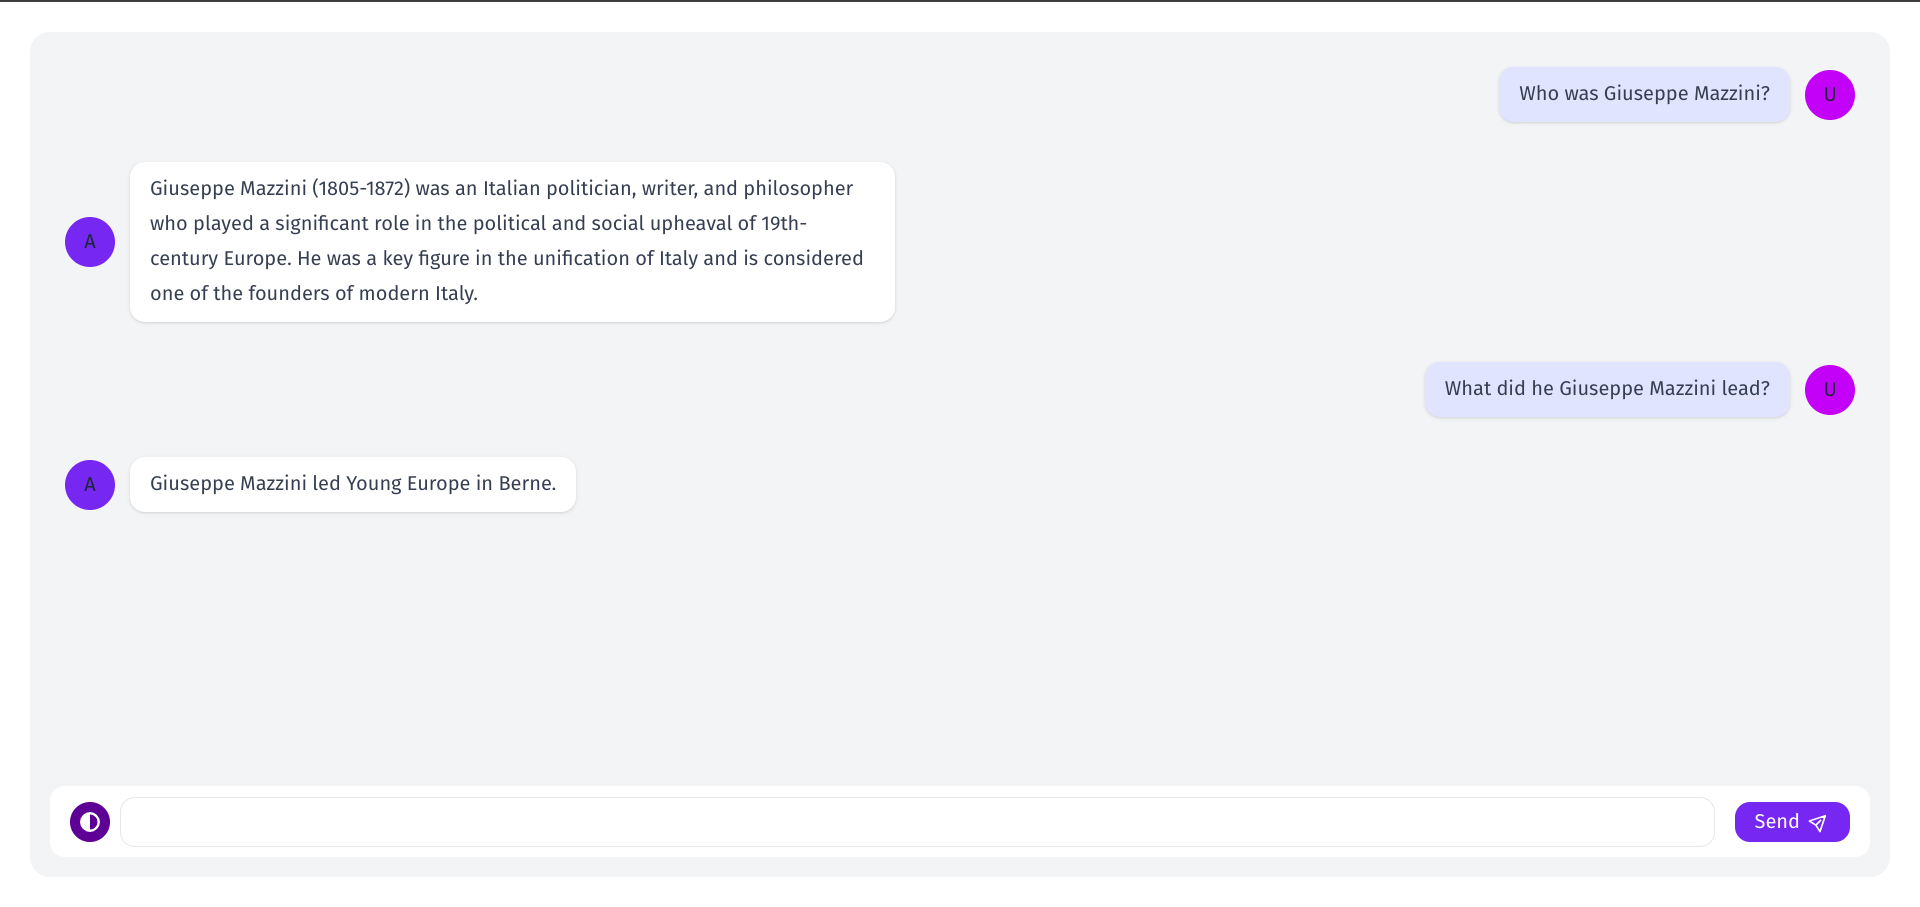 Who was Giuseppe Mazzini?
U
Giuseppe Mazzini (1805-1872) was an Italian politician, writer, and philosopher
who played a significant role in the political and social upheaval of 19th-
century Europe. He was a key figure in the unification of Italy and is considered
one of the founders of modern Italy.
A
What did he Giuseppe Mazzini lead?
U
A
Giuseppe Mazzini led Young Europe in Berne.
Send